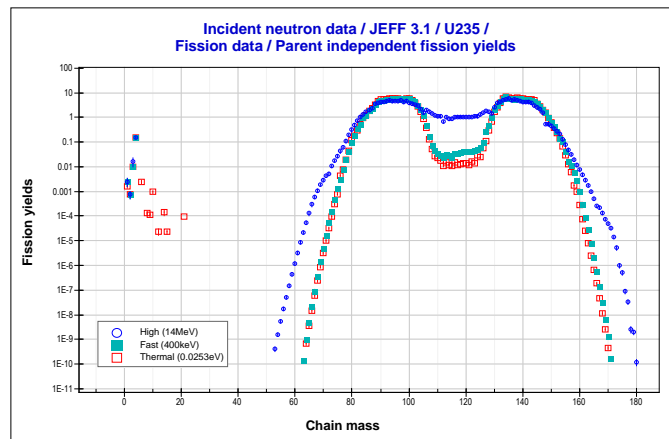 Incident neutron data / JEFF 3.1 / U235 /
Fission data / Parent independent fission yields
100
10
1
0.1
0.01
0.001
1E-4
1E-5
1E-6
1E-7
1E-8
1E-9
1E-10
1E-11
Fission yields
High (14MeV)
Fast (400keV)
Thermal (0.0253eV)
0 20 40 60 80 100 120 140 160 180
Chain mass